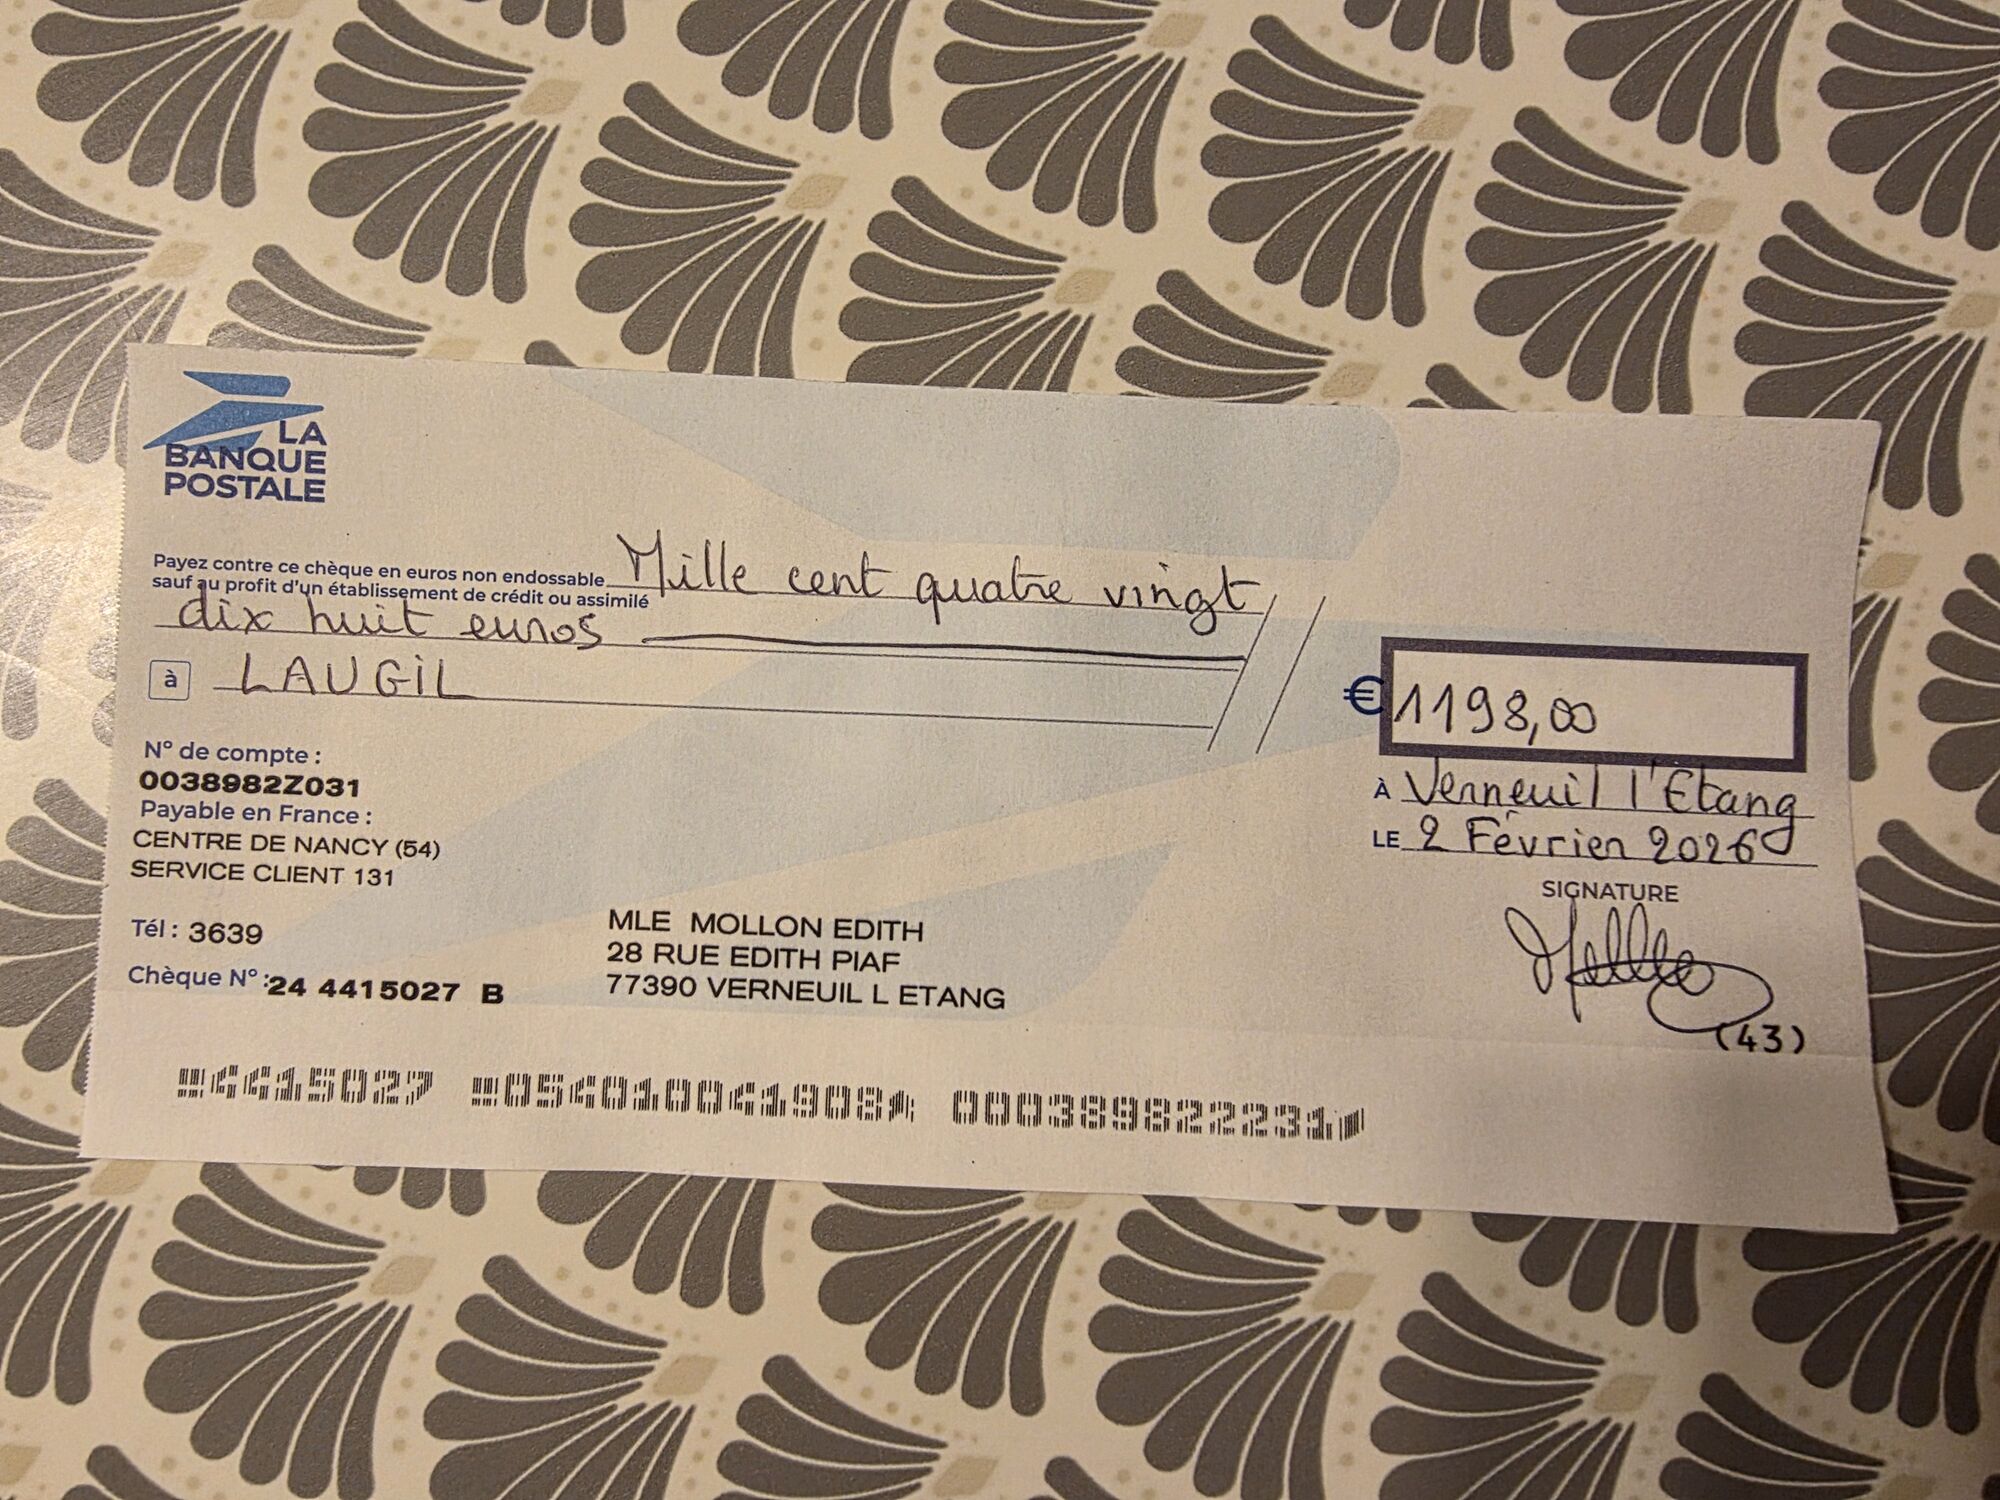 LA
BANQUE
POSTALE
Payez contre ce chèque en euros non endossable Mille cent quatre vingt
sauf au profit d'un établissement de crédit ou assimilé
dix huit euros
à LAUGIL
€ 1198,00
N° de compte :
0038982Z031
Payable en France :
CENTRE DE NANCY (54)
SERVICE CLIENT 131
À Verneuil l'Etang
LE 2 Février 2026
SIGNATURE
Tél : 3639
Chèque N° : 24 4415027 B
MLE MOLLON EDITH
28 RUE EDITH PIAF
77390 VERNEUIL L ETANG
(43)
4415027 054010041908 000389822231